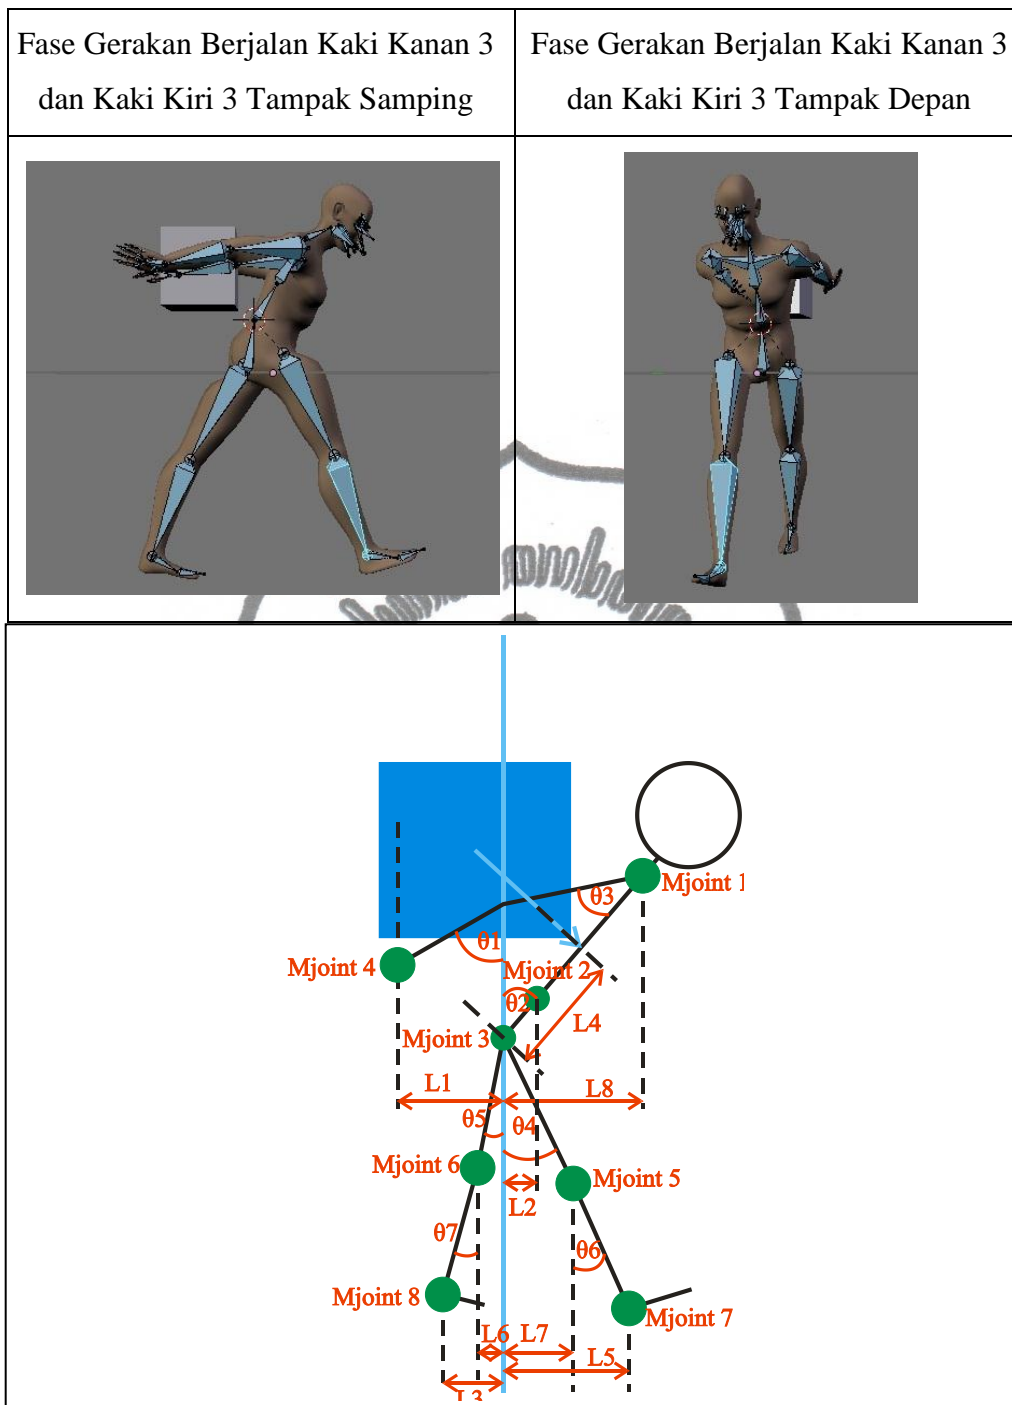 Fase Gerakan Berjalan Kaki Kanan 3
dan Kaki Kiri 3 Tampak Samping
Fase Gerakan Berjalan Kaki Kanan 3
dan Kaki Kiri 3 Tampak Depan
Mjoint 1
θ3
θ1
Mjoint 4
Mjoint 2
θ2
L4
Mjoint 3
L1
L8
θ5
θ4
Mjoint 6
Mjoint 5
L2
θ7
θ6
Mjoint 8
Mjoint 7
L6
L7
L5
L3